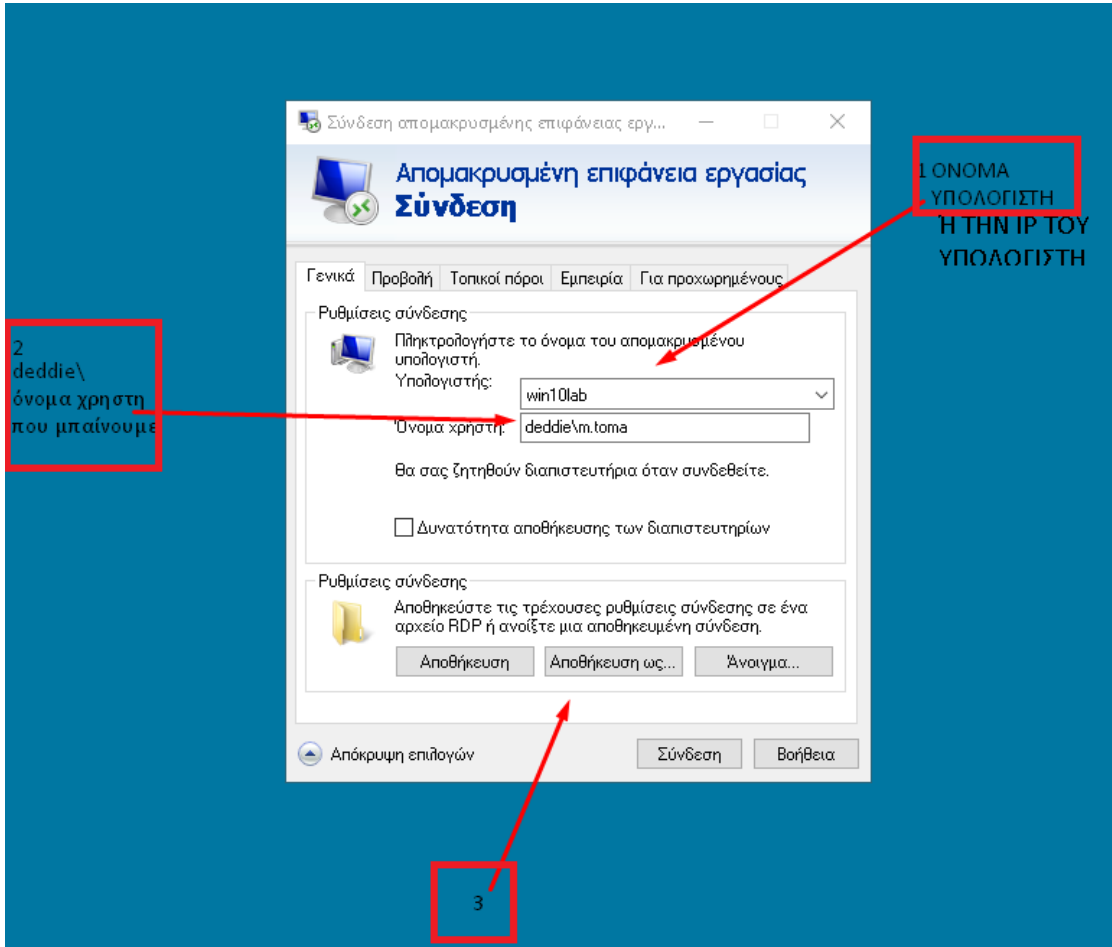 Σύνδεση απομακρυσμένης επιφάνειας εργ...
Απομακρυσμένη επιφάνεια εργασίας
Σύνδεση
1 ΟΝΟΜΑ
ΥΠΟΛΟΓΙΣΤΗ
Ή ΤΗΝ IP ΤΟΥ
ΥΠΟΛΟΓΙΣΤΗ
Γενικά Προβολή Τοπικοί πόροι Εμπειρία Για προχωρημένους
Ρυθμίσεις σύνδεσης
Πληκτρολογήστε το όνομα του απομακρυσμένου
υπολογιστή.
Υπολογιστής:
win10lab
Όνομα χρήστη:
deddie\m.toma
2
deddie\
όνομα χρηστη
που μπαίνουμε
Θα σας ζητηθούν διαπιστευτήρια όταν συνδεθείτε.
Δυνατότητα αποθήκευσης των διαπιστευτηρίων
Ρυθμίσεις σύνδεσης
Αποθηκεύστε τις τρέχουσες ρυθμίσεις σύνδεσης σε ένα
αρχείο RDP ή ανοίξτε μια αποθηκευμένη σύνδεση.
Αποθήκευση Αποθήκευση ως... Άνοιγμα...
Απόκρυψη επιλογών Σύνδεση Βοήθεια
3